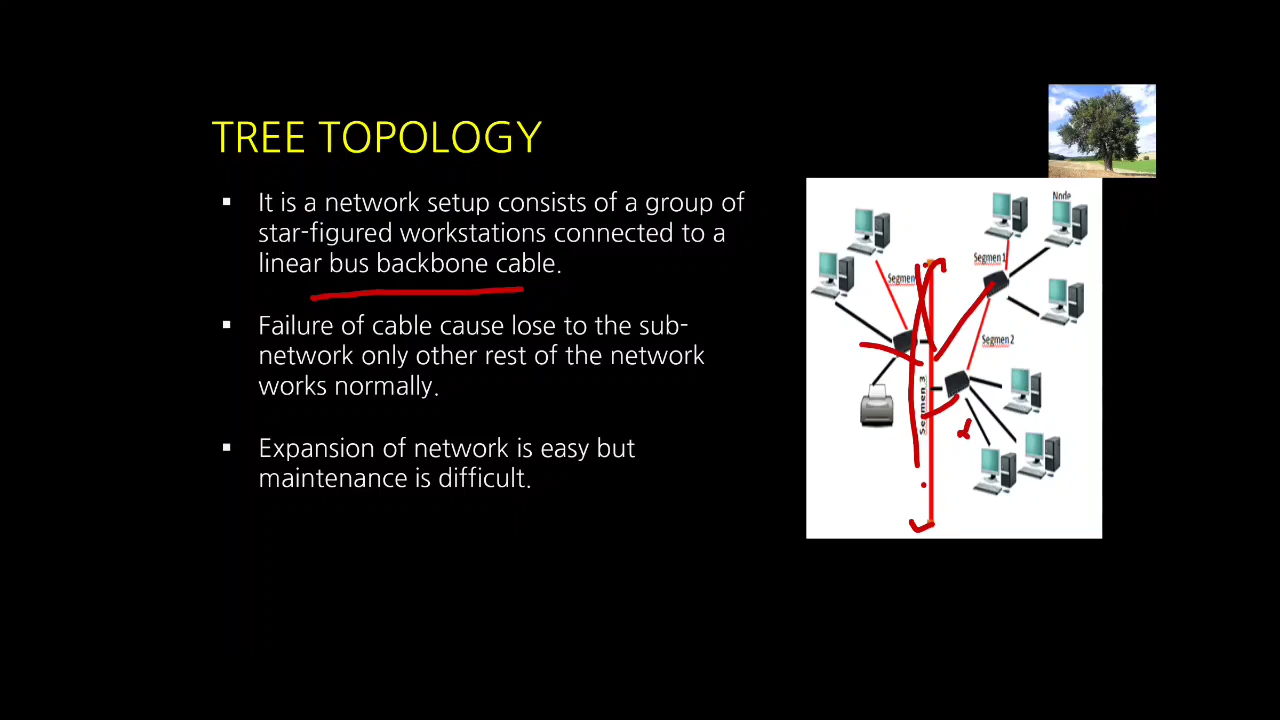 TREE TOPOLOGY
▪ It is a network setup consists of a group of
star-figured workstations connected to a
linear bus backbone cable.
▪ Failure of cable cause lose to the sub-
network only other rest of the network
works normally.
▪ Expansion of network is easy but
maintenance is difficult.
Node
Segmen 1
Segmen
Segmen 2
Segmen 3